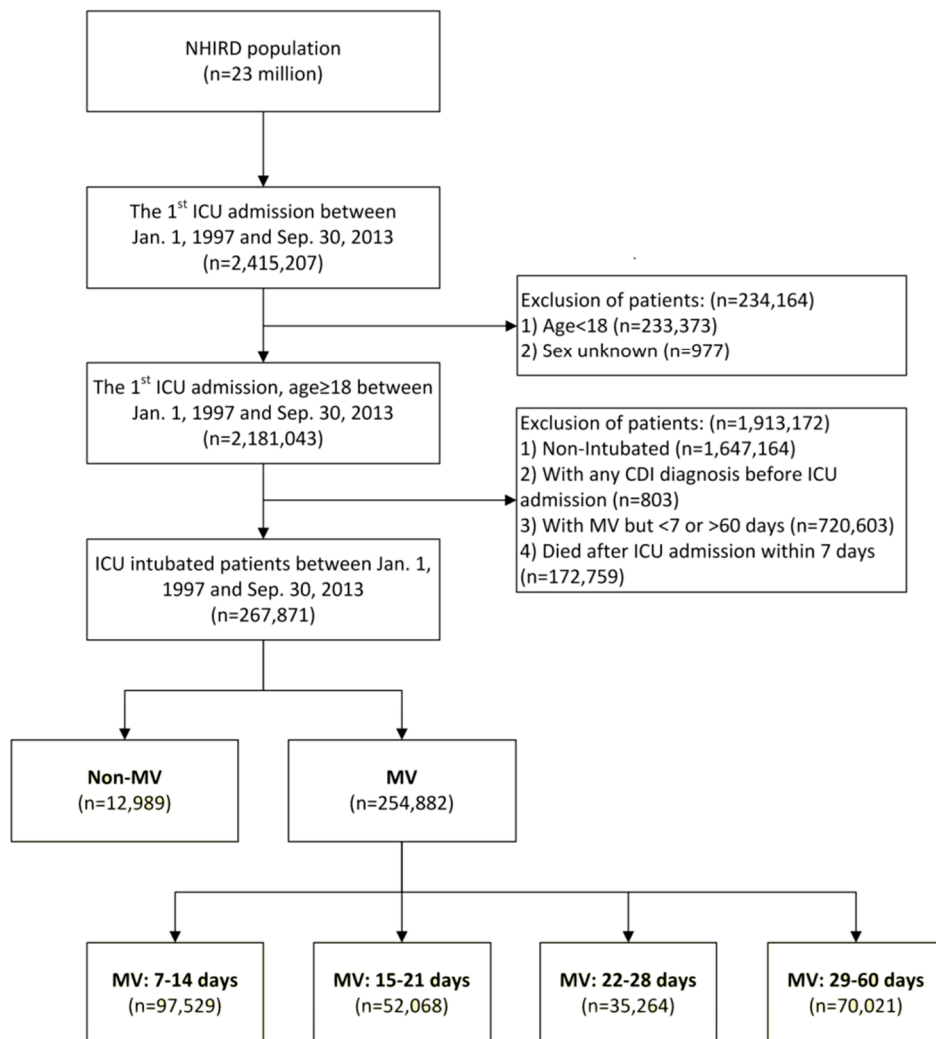 NHIRD population
(n=23 million)
The 1st ICU admission between
Jan. 1, 1997 and Sep. 30, 2013
(n=2,415,207)
Exclusion of patients: (n=234,164)
1) Age<18 (n=233,373)
2) Sex unknown (n=977)
The 1st ICU admission, age≥18 between
Jan. 1, 1997 and Sep. 30, 2013
(n=2,181,043)
Exclusion of patients: (n=1,913,172)
1) Non-Intubated (n=1,647,164)
2) With any CDI diagnosis before ICU
admission (n=803)
3) With MV but <7 or >60 days (n=720,603)
4) Died after ICU admission within 7 days
(n=172,759)
ICU intubated patients between Jan. 1,
1997 and Sep. 30, 2013
(n=267,871)
Non-MV
(n=12,989)
MV
(n=254,882)
MV: 7-14 days
(n=97,529)
MV: 15-21 days
(n=52,068)
MV: 22-28 days
(n=35,264)
MV: 29-60 days
(n=70,021)